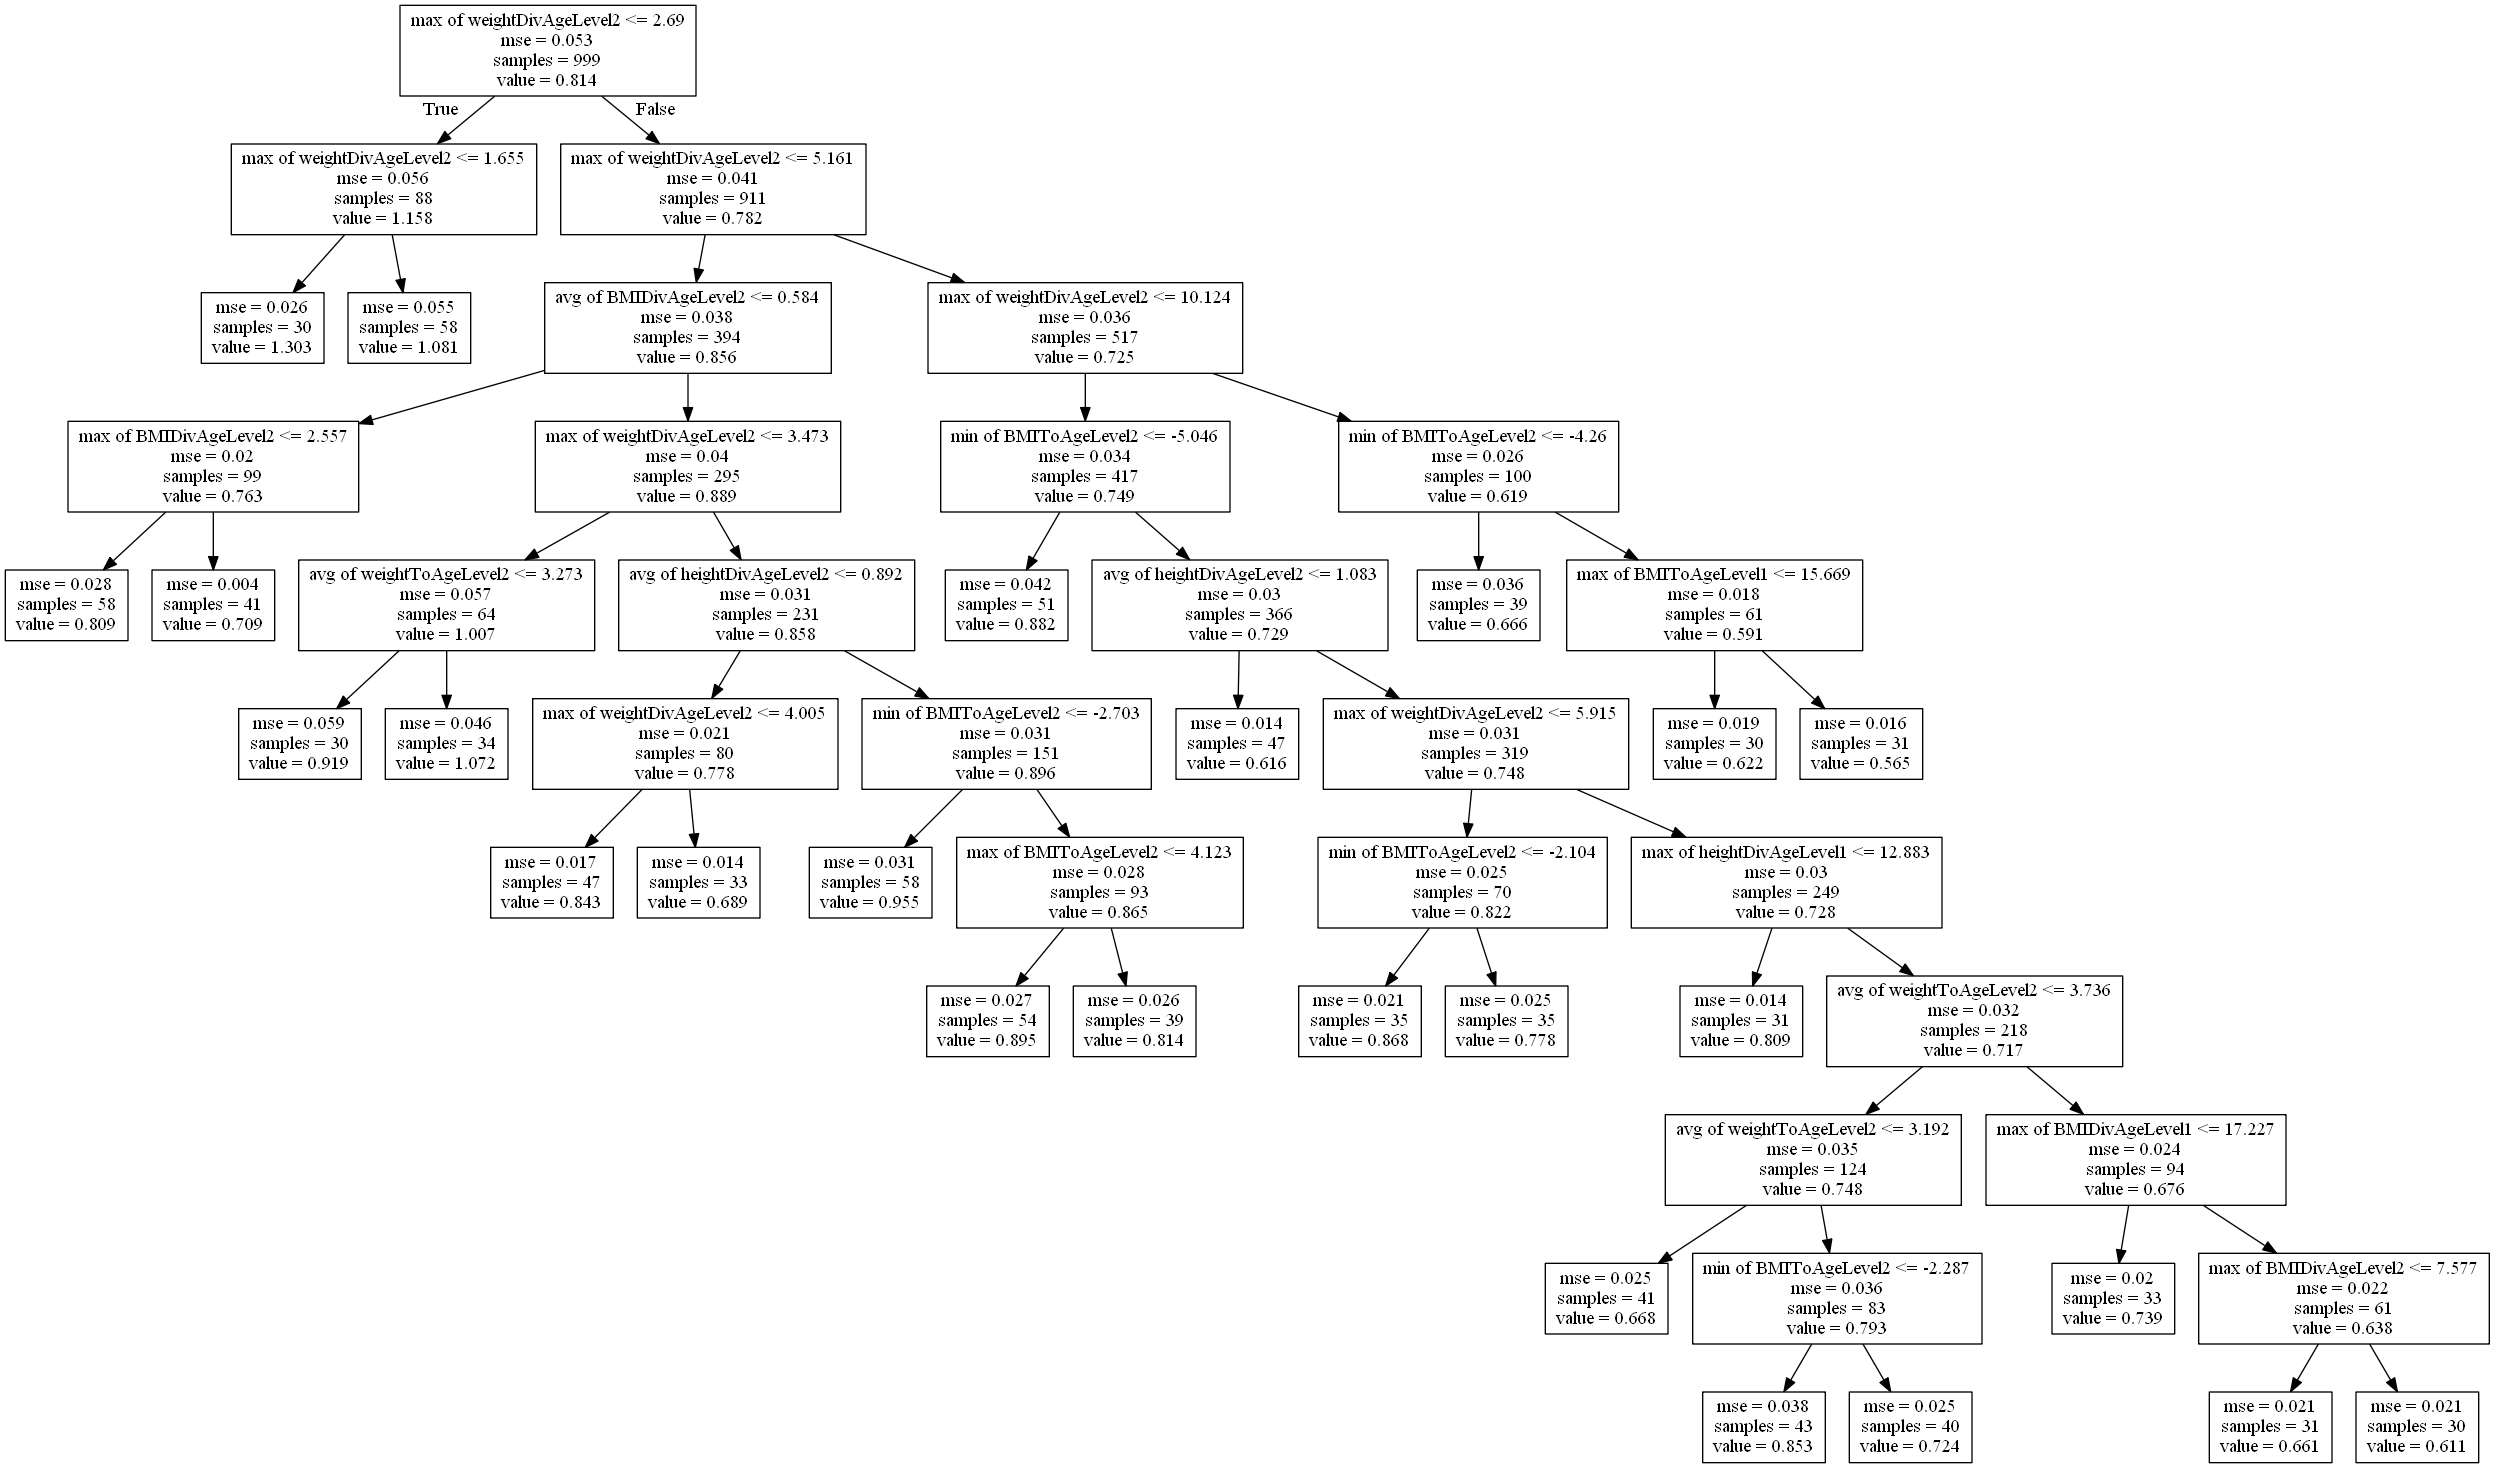 max of weightDivAgeLevel2 <= 2.69
mse = 0.053
samples = 999
value = 0.814
True
False
max of weightDivAgeLevel2 <= 1.655
mse = 0.056
samples = 88
value = 1.158
max of weightDivAgeLevel2 <= 5.161
mse = 0.041
samples = 911
value = 0.782
mse = 0.026
samples = 30
value = 1.303
mse = 0.055
samples = 58
value = 1.081
avg of BMIDivAgeLevel2 <= 0.584
mse = 0.038
samples = 394
value = 0.856
max of weightDivAgeLevel2 <= 10.124
mse = 0.036
samples = 517
value = 0.725
max of BMIDivAgeLevel2 <= 2.557
mse = 0.02
samples = 99
value = 0.763
max of weightDivAgeLevel2 <= 3.473
mse = 0.04
samples = 295
value = 0.889
min of BMIToAgeLevel2 <= -5.046
mse = 0.034
samples = 417
value = 0.749
min of BMIToAgeLevel2 <= -4.26
mse = 0.026
samples = 100
value = 0.619
mse = 0.028
samples = 58
value = 0.809
mse = 0.004
samples = 41
value = 0.709
avg of weightToAgeLevel2 <= 3.273
mse = 0.057
samples = 64
value = 1.007
avg of heightDivAgeLevel2 <= 0.892
mse = 0.031
samples = 231
value = 0.858
mse = 0.042
samples = 51
value = 0.882
avg of heightDivAgeLevel2 <= 1.083
mse = 0.03
samples = 366
value = 0.729
mse = 0.036
samples = 39
value = 0.666
max of BMIToAgeLevel1 <= 15.669
mse = 0.018
samples = 61
value = 0.591
mse = 0.059
samples = 30
value = 0.919
mse = 0.046
samples = 34
value = 1.072
max of weightDivAgeLevel2 <= 4.005
mse = 0.021
samples = 80
value = 0.778
min of BMIToAgeLevel2 <= -2.703
mse = 0.031
samples = 151
value = 0.896
mse = 0.014
samples = 47
value = 0.616
max of weightDivAgeLevel2 <= 5.915
mse = 0.031
samples = 319
value = 0.748
mse = 0.019
samples = 30
value = 0.622
mse = 0.016
samples = 31
value = 0.565
mse = 0.017
samples = 47
value = 0.843
mse = 0.014
samples = 33
value = 0.689
mse = 0.031
samples = 58
value = 0.955
max of BMIToAgeLevel2 <= 4.123
mse = 0.028
samples = 93
value = 0.865
min of BMIToAgeLevel2 <= -2.104
mse = 0.025
samples = 70
value = 0.822
max of heightDivAgeLevel1 <= 12.883
mse = 0.03
samples = 249
value = 0.728
mse = 0.027
samples = 54
value = 0.895
mse = 0.026
samples = 39
value = 0.814
mse = 0.021
samples = 35
value = 0.868
mse = 0.025
samples = 35
value = 0.778
mse = 0.014
samples = 31
value = 0.809
avg of weightToAgeLevel2 <= 3.736
mse = 0.032
samples = 218
value = 0.717
avg of weightToAgeLevel2 <= 3.192
mse = 0.035
samples = 124
value = 0.748
max of BMIDivAgeLevel1 <= 17.227
mse = 0.024
samples = 94
value = 0.676
mse = 0.025
samples = 41
value = 0.668
min of BMIToAgeLevel2 <= -2.287
mse = 0.036
samples = 83
value = 0.793
mse = 0.02
samples = 33
value = 0.739
max of BMIDivAgeLevel2 <= 7.577
mse = 0.022
samples = 61
value = 0.638
mse = 0.038
samples = 43
value = 0.853
mse = 0.025
samples = 40
value = 0.724
mse = 0.021
samples = 31
value = 0.661
mse = 0.021
samples = 30
value = 0.611